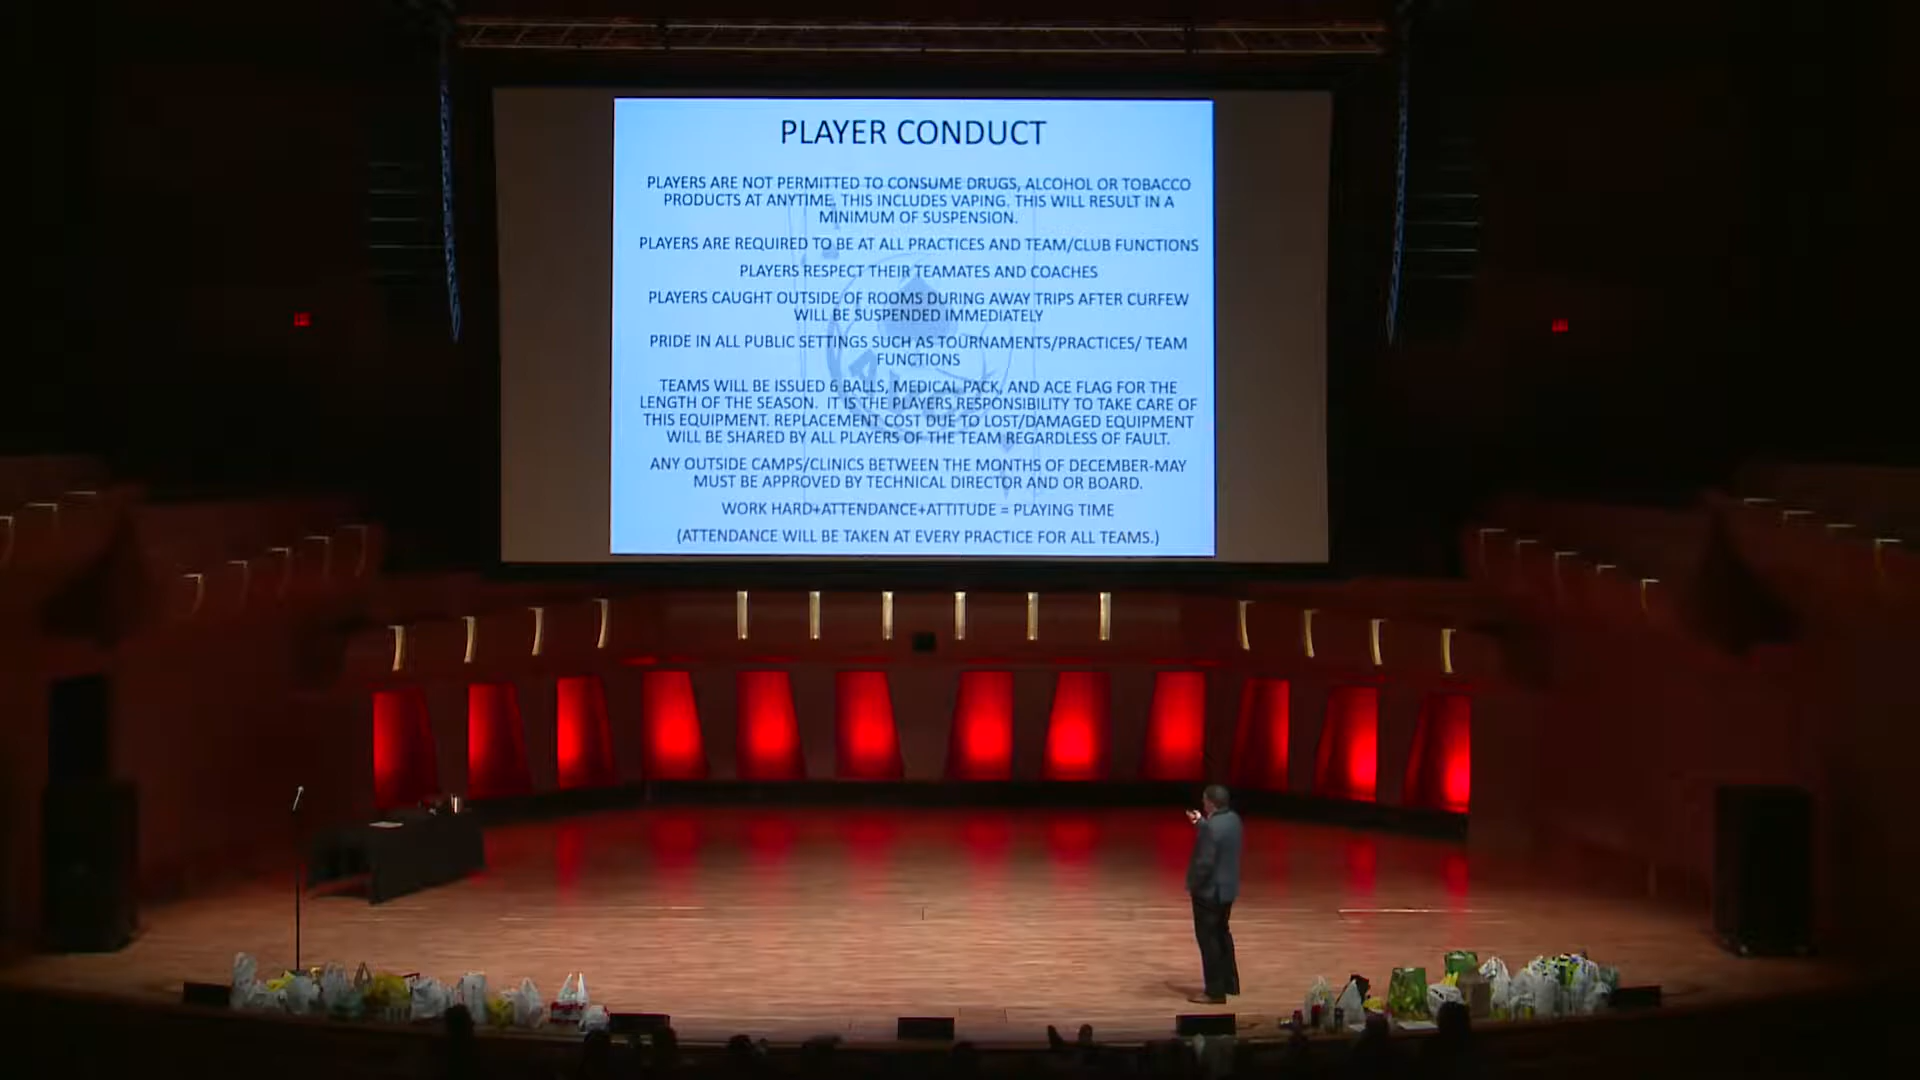 PLAYER CONDUCT
PLAYERS ARE NOT PERMITTED TO CONSUME DRUGS, ALCOHOL OR TOBACCO
PRODUCTS AT ANYTIME. THIS INCLUDES VAPING. THIS WILL RESULT IN A
MINIMUM OF SUSPENSION.
PLAYERS ARE REQUIRED TO BE AT ALL PRACTICES AND TEAM/CLUB FUNCTIONS
PLAYERS RESPECT THEIR TEAMATES AND COACHES
PLAYERS CAUGHT OUTSIDE OF ROOMS DURING AWAY TRIPS AFTER CURFEW
WILL BE SUSPENDED IMMEDIATELY
PRIDE IN ALL PUBLIC SETTINGS SUCH AS TOURNAMENTS/PRACTICES/ TEAM
FUNCTIONS
TEAMS WILL BE ISSUED 6 BALLS, MEDICAL PACK, AND ACE FLAG FOR THE
LENGTH OF THE SEASON. IT IS THE PLAYERS RESPONSIBILITY TO TAKE CARE OF
THIS EQUIPMENT. REPLACEMENT COST DUE TO LOST/DAMAGED EQUIPMENT
WILL BE SHARED BY ALL PLAYERS OF THE TEAM REGARDLESS OF FAULT.
ANY OUTSIDE CAMPS/CLINICS BETWEEN THE MONTHS OF DECEMBER-MAY
MUST BE APPROVED BY TECHNICAL DIRECTOR AND OR BOARD.
WORK HARD+ATTENDANCE+ATTITUDE = PLAYING TIME
(ATTENDANCE WILL BE TAKEN AT EVERY PRACTICE FOR ALL TEAMS.)